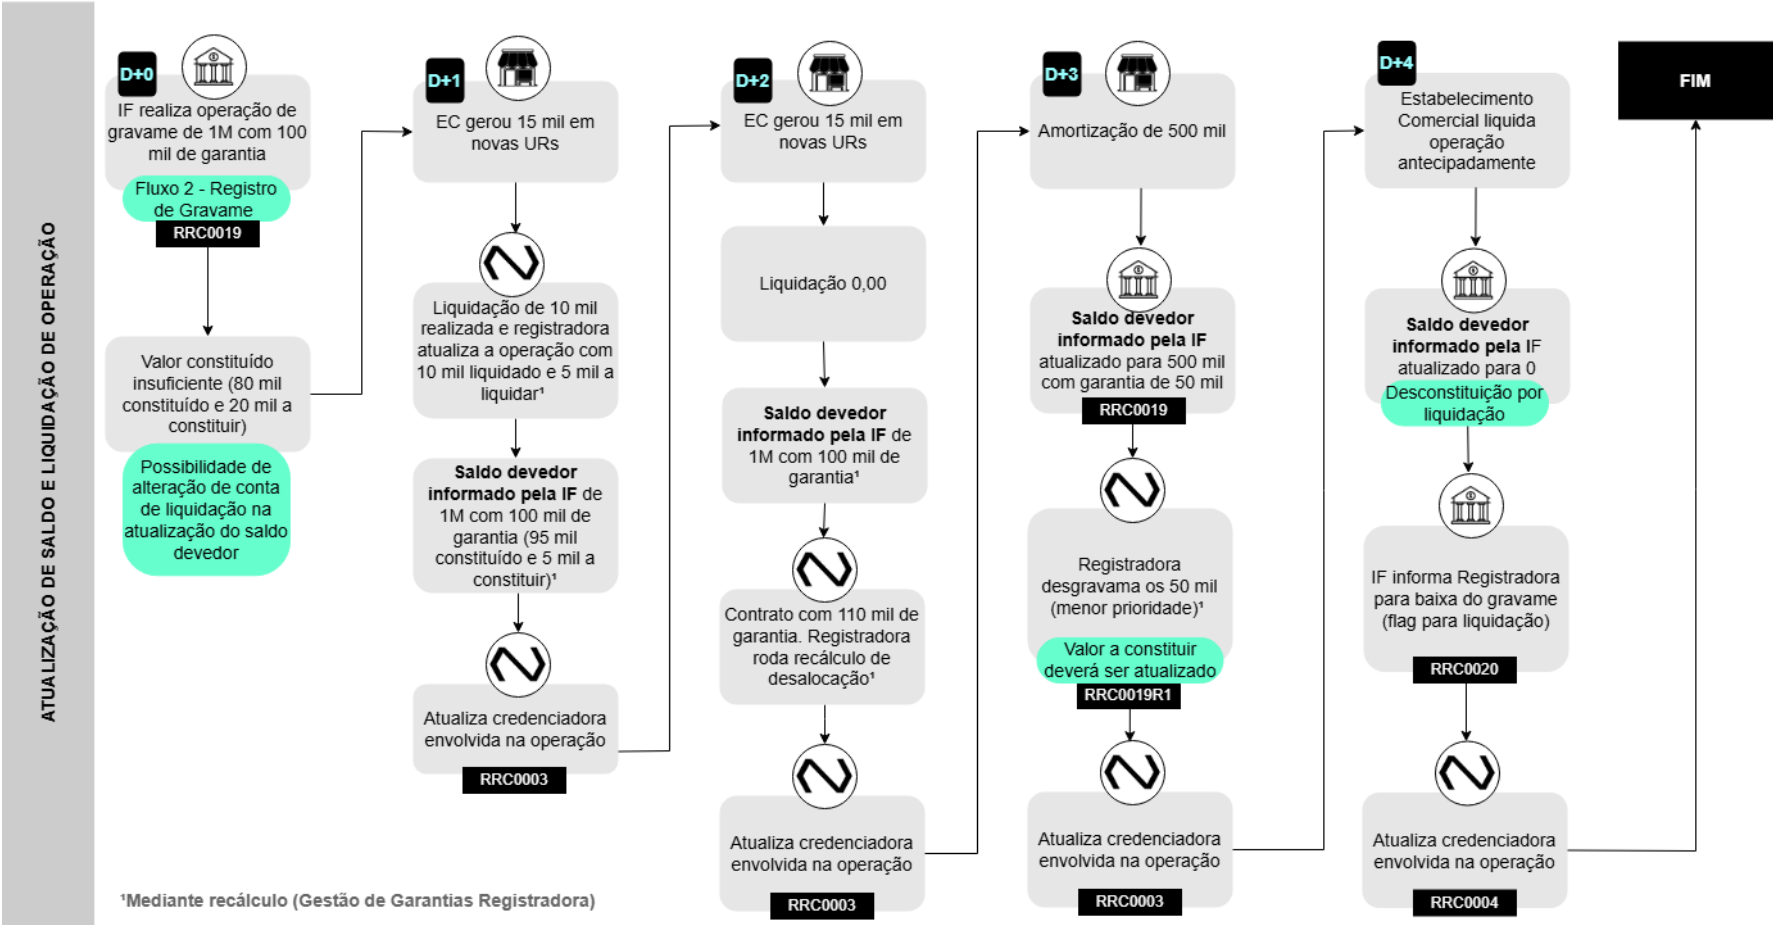 ATUALIZAÇÃO DE SALDO E LIQUIDAÇÃO DE OPERAÇÃO
D+0
IF realiza operação de
gravame de 1M com 100
mil de garantia
Fluxo 2 - Registro
de Gravame
RRC0019
Valor constituído
insuficiente (80 mil
constituído e 20 mil a
constituir)
Possibilidade de
alteração de conta
de liquidação na
atualização do saldo
devedor
D+1
EC gerou 15 mil em
novas URs
Liquidação de 10 mil
realizada e registradora
atualiza a operação com
10 mil liquidado e 5 mil a
liquidar¹
Saldo devedor
informado pela IF de
1M com 100 mil de
garantia (95 mil
constituído e 5 mil a
constituir)¹
Atualiza credenciadora
envolvida na operação
RRC0003
D+2
EC gerou 15 mil em
novas URs
Liquidação 0,00
Saldo devedor
informado pela IF de
1M com 100 mil de
garantia¹
Contrato com 110 mil de
garantia. Registradora
roda recálculo de
desalocação¹
Atualiza credenciadora
envolvida na operação
RRC0003
D+3
Amortização de 500 mil
Saldo devedor
informado pela IF
atualizado para 500 mil
com garantia de 50 mil
RRC0019
Registradora
desgravama os 50 mil
(menor prioridade)¹
Valor a constituir
deverá ser atualizado
RRC0019R1
Atualiza credenciadora
envolvida na operação
RRC0003
D+4
Estabelecimento
Comercial liquida
operação
antecipadamente
Saldo devedor
informado pela IF
atualizado para 0
Desconstituição por
liquidação
IF informa Registradora
para baixa do gravame
(flag para liquidação)
RRC0020
Atualiza credenciadora
envolvida na operação
RRC0004
FIM
¹Mediante recálculo (Gestão de Garantias Registradora)